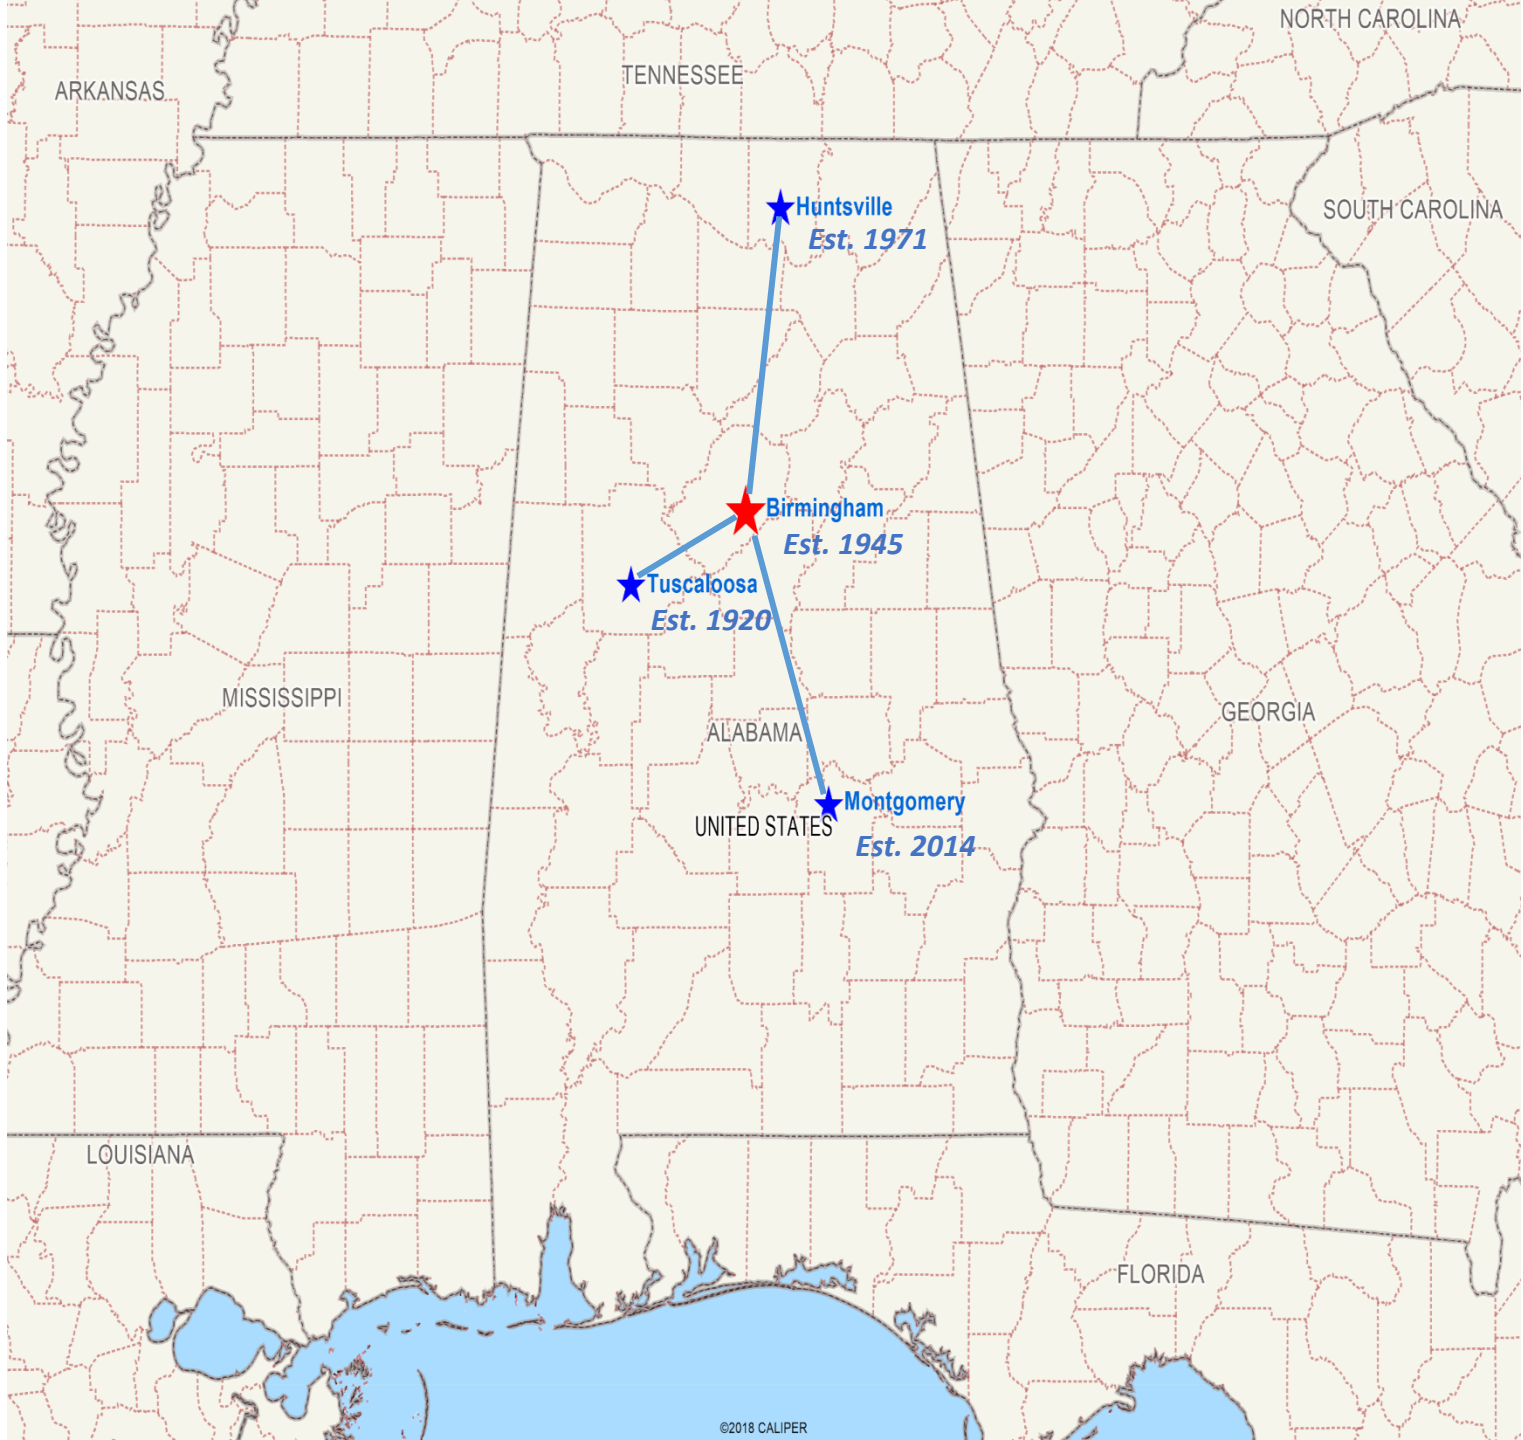 NORTH CAROLINA
TENNESSEE
ARKANSAS
Huntsville
SOUTH CAROLINA
Est. 1971
Birmingham
Est. 1945
Tuscaloosa
Est. 1920
MISSISSIPPI
GEORGIA
ALABAMA
Montgomery
UNITED STATES
Est. 2014
LOUISIANA
FLORIDA
©2018 CALIPER